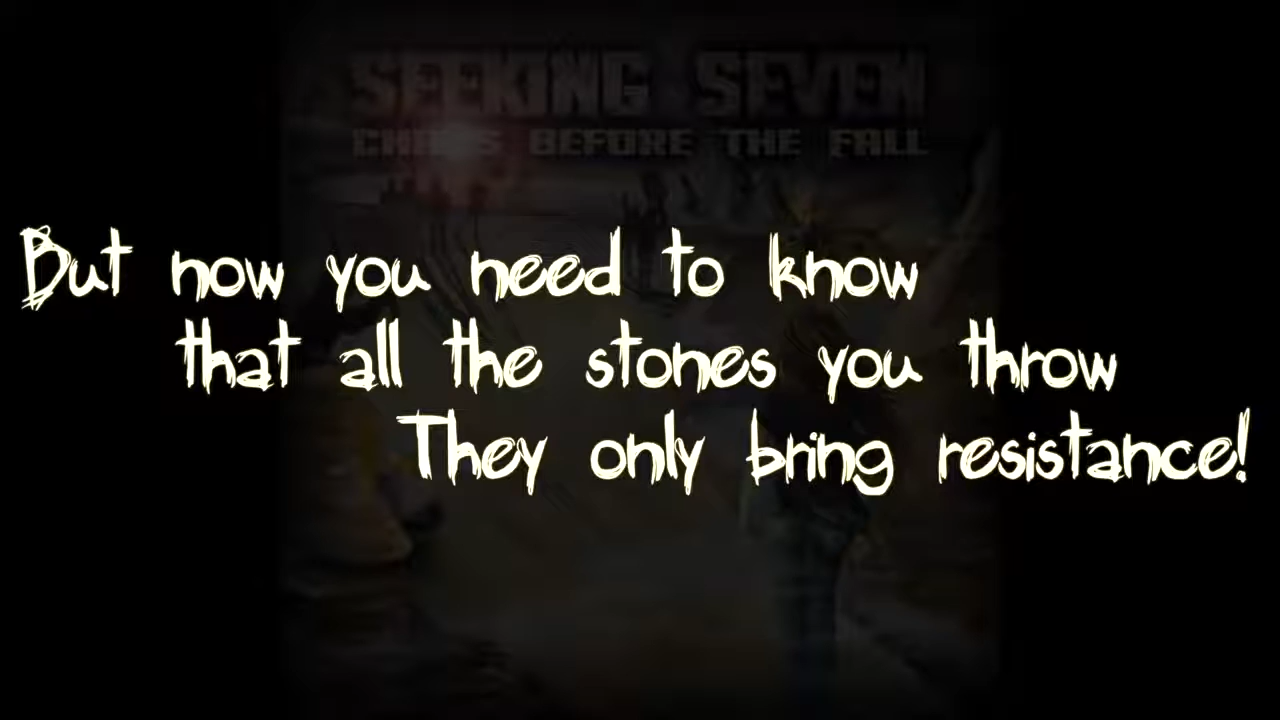 SEEKING SEVEN
CHAOS BEFORE THE FALL
But now you need to know
that all the stones you throw
They only bring resistance!